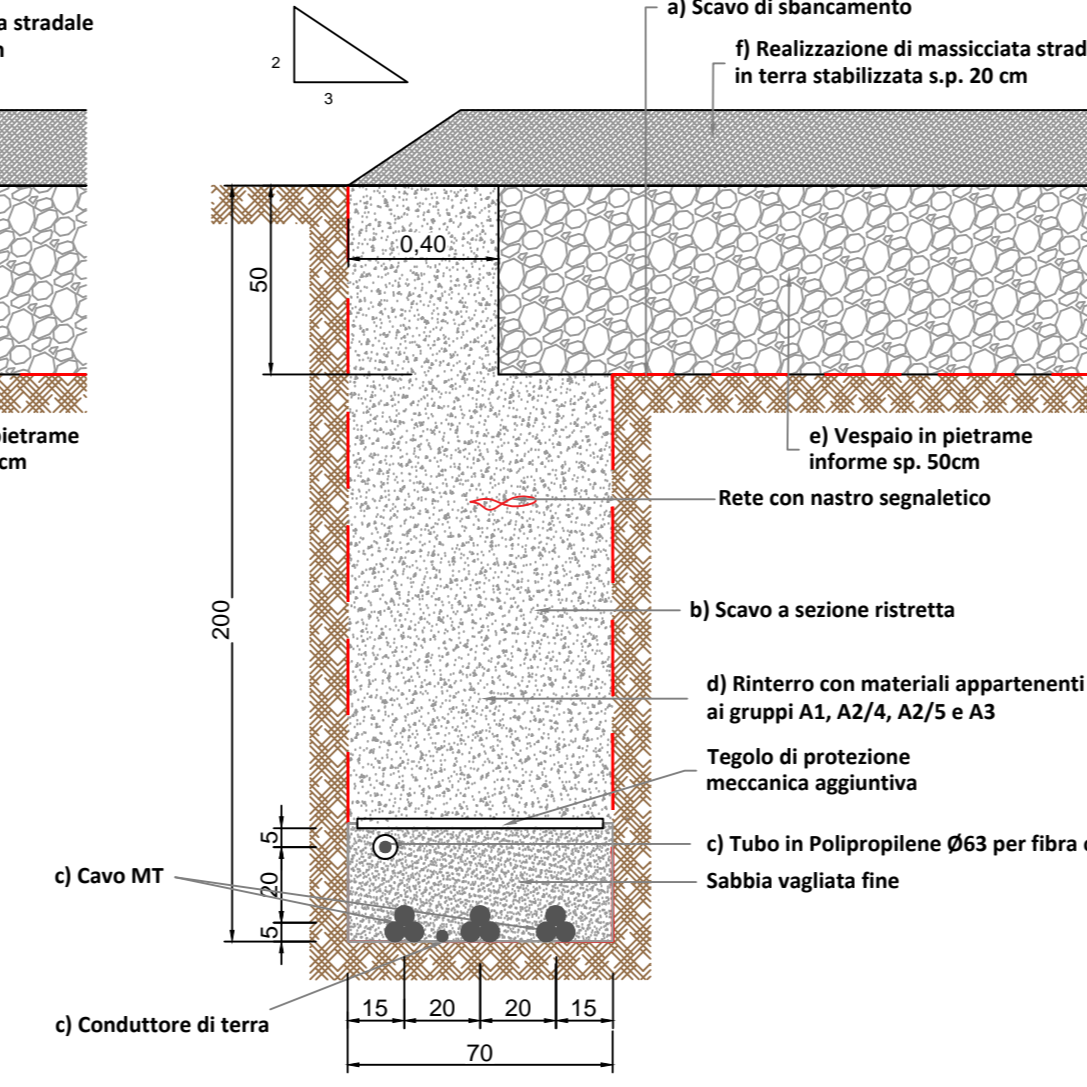 a stradale
a) Scavo di sbancamento
f) Realizzazione di massicciata strad
in terra stabilizzata s.p. 20 cm
2
3
0,40
50
200
pietrame
cm
e) Vespaio in pietrame
informe sp. 50cm
Rete con nastro segnaletico
b) Scavo a sezione ristretta
d) Rinterro con materiali appartenenti
ai gruppi A1, A2/4, A2/5 e A3
Tegolo di protezione
meccanica aggiuntiva
c) Tubo in Polipropilene Ø63 per fibra
Sabbia vagliata fine
5
20
5
c) Cavo MT
c) Conduttore di terra
15
20
20
15
70